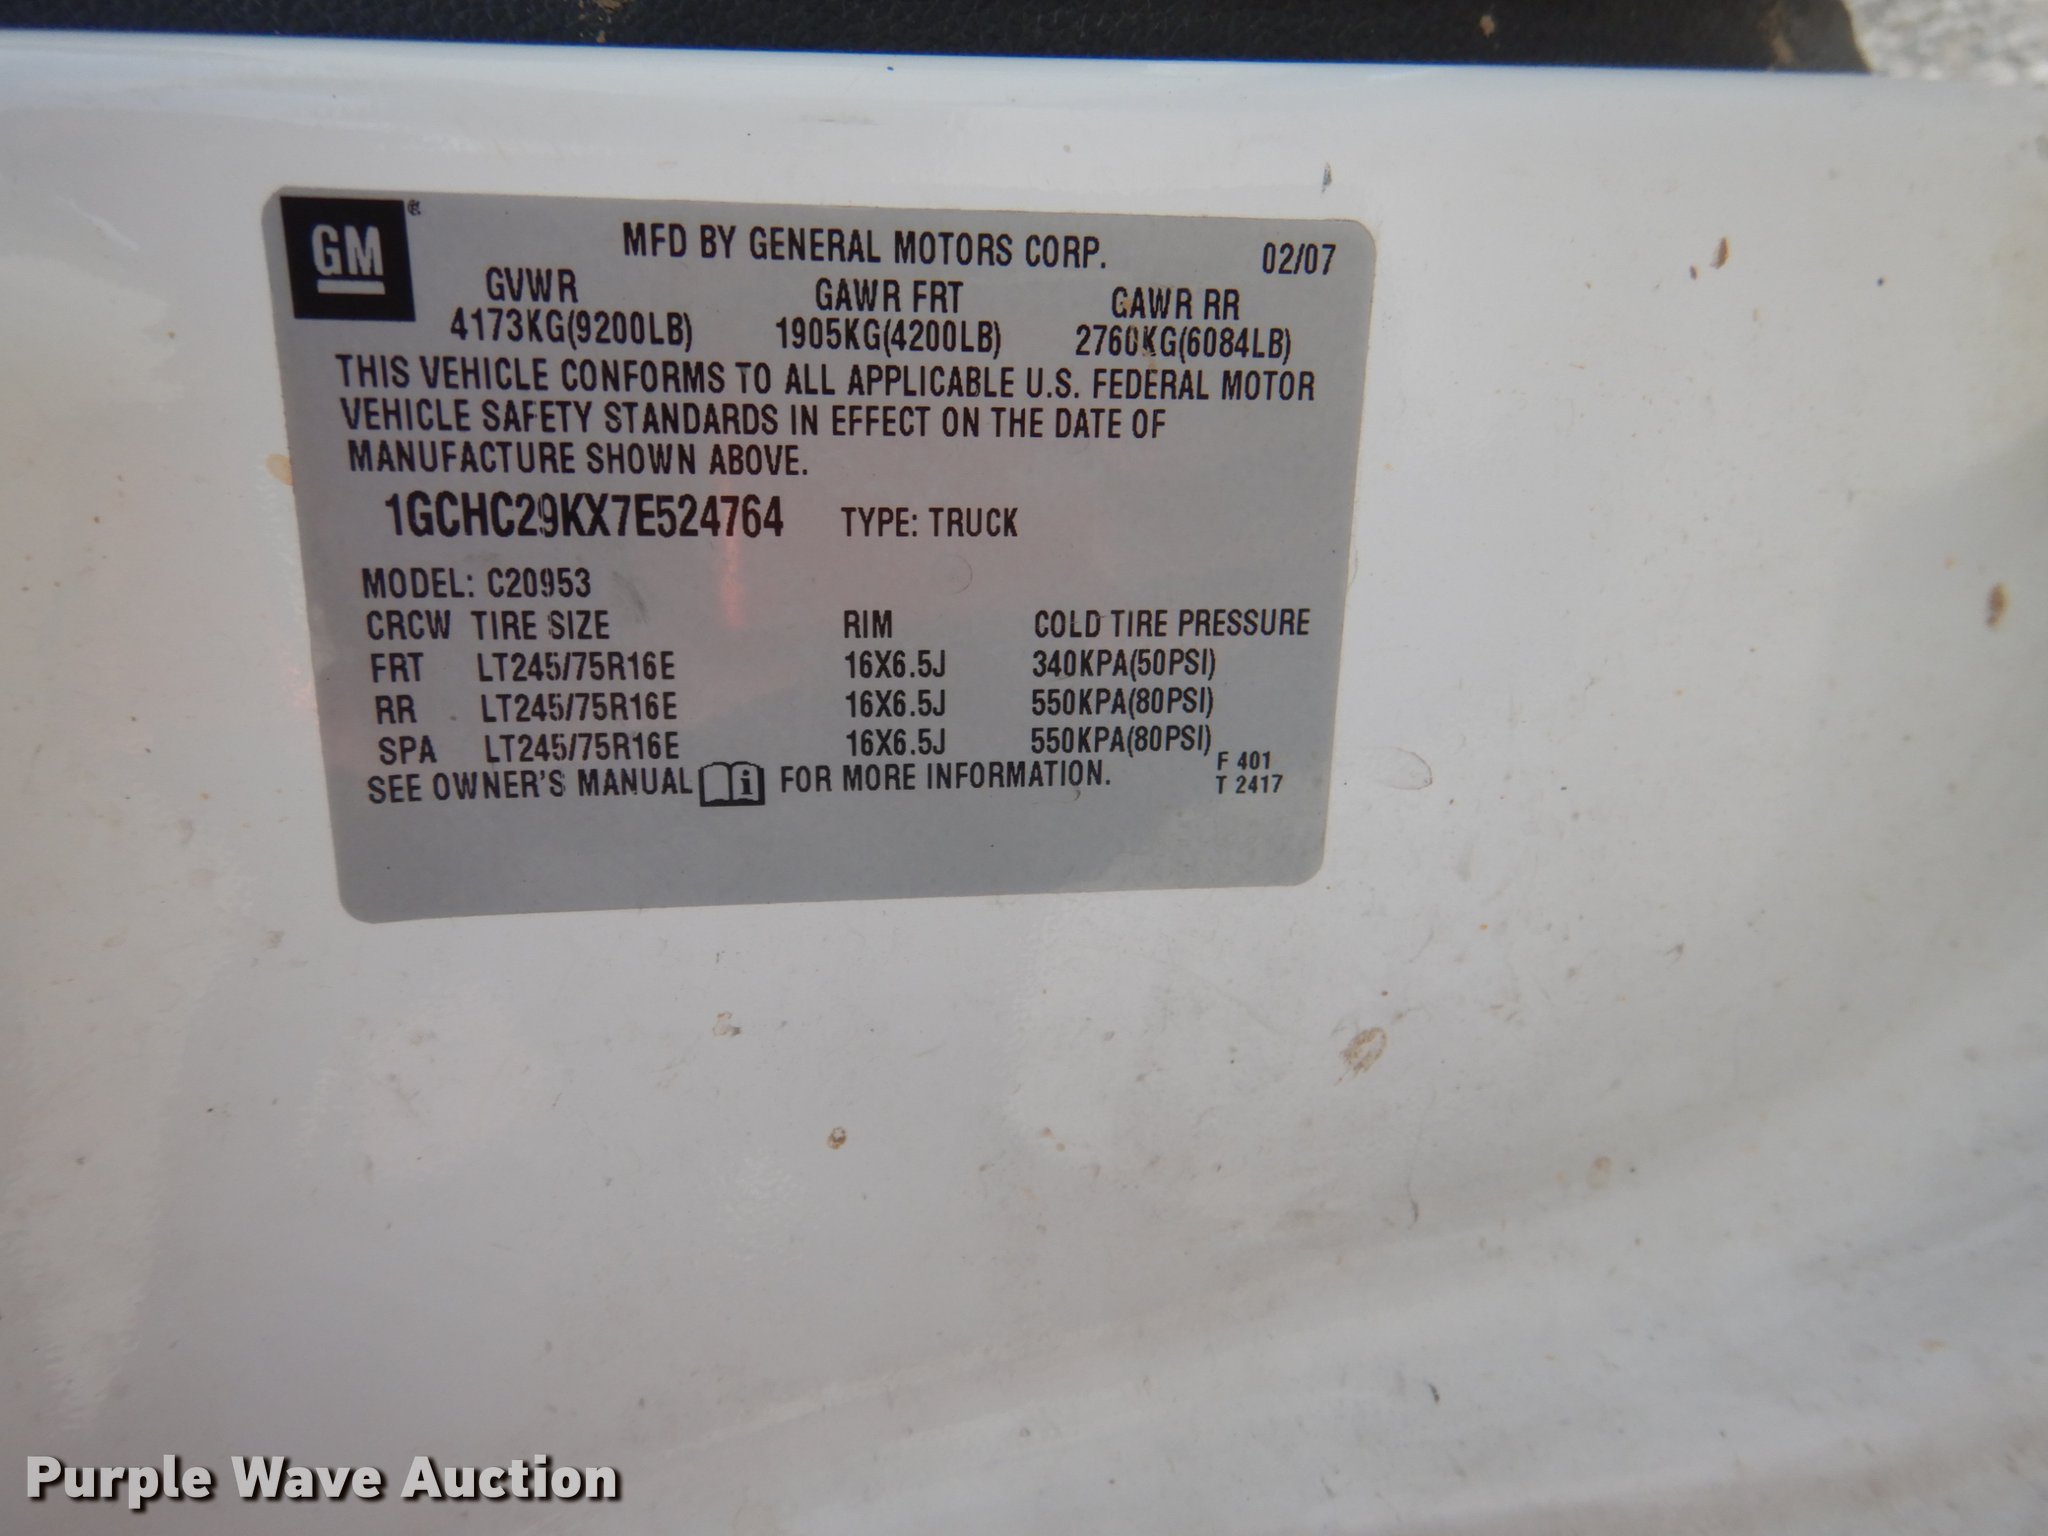 GM
MFD BY GENERAL MOTORS CORP. 02/07
GVWR GAWR FRT GAWR RR
4173KG(9200LB) 1905KG(4200LB) 2760KG(6084LB)
THIS VEHICLE CONFORMS TO ALL APPLICABLE U.S. FEDERAL MOTOR
VEHICLE SAFETY STANDARDS IN EFFECT ON THE DATE OF
MANUFACTURE SHOWN ABOVE.
1GCHC29KX7E524764 TYPE: TRUCK
MODEL: C20953
CRCW TIRE SIZE RIM COLD TIRE PRESSURE
FRT LT245/75R16E 16X6.5J 340KPA(50PSI)
RR LT245/75R16E 16X6.5J 550KPA(80PSI)
SPA LT245/75R16E 16X6.5J 550KPA(80PSI)
SEE OWNER'S MANUAL i FOR MORE INFORMATION.
F 401
T 2417
Purple Wave Auction